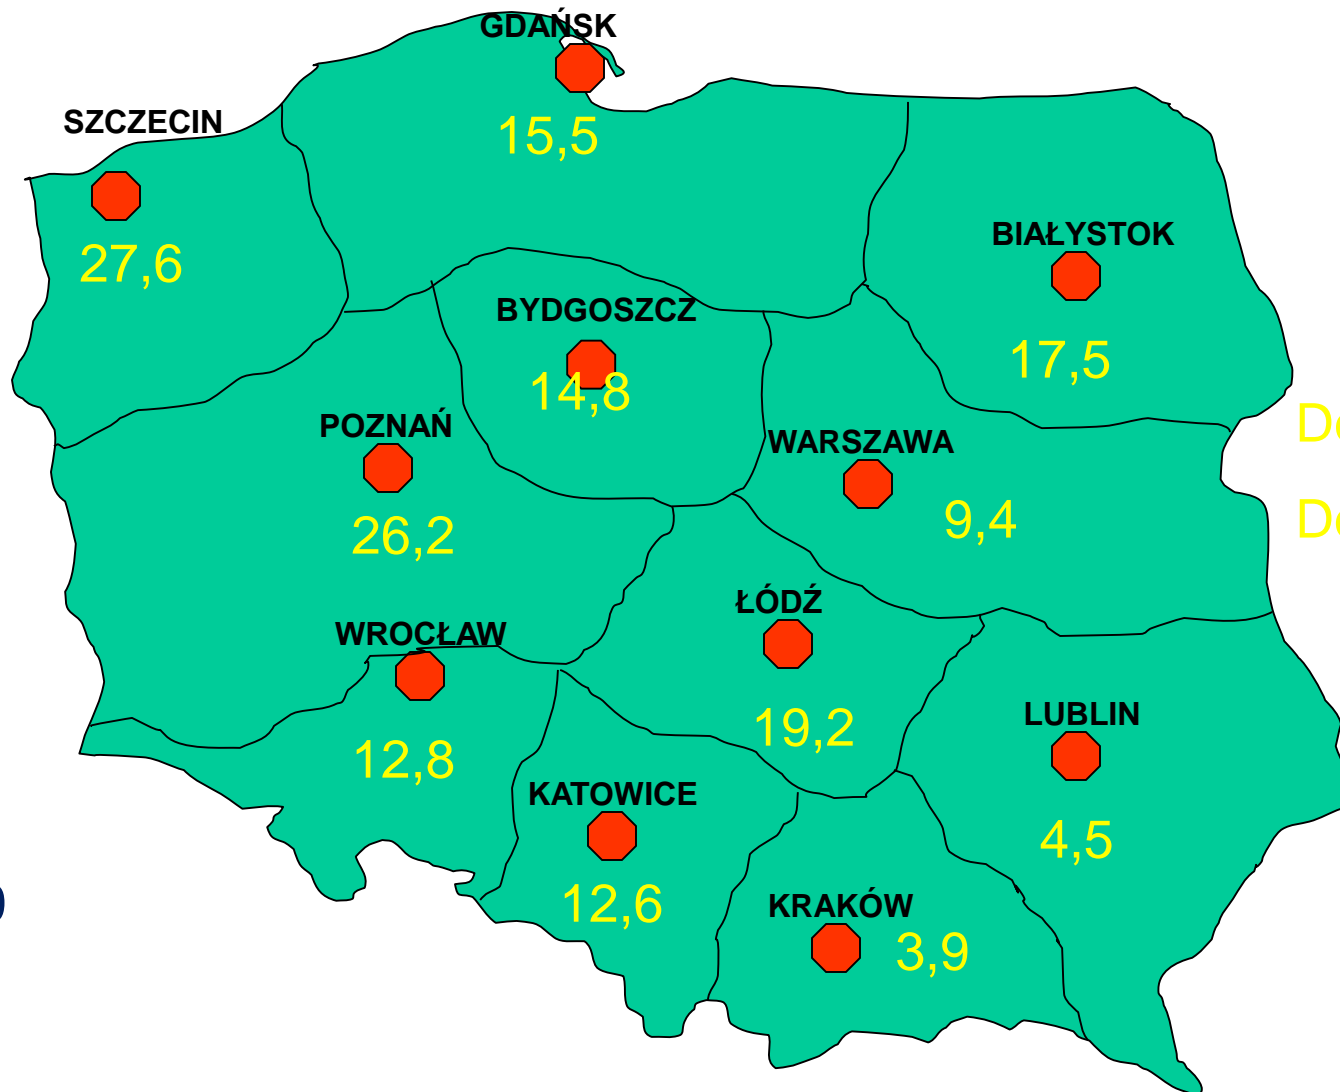 GDAŃSK
15,5
SZCZECIN
27,6
BIAŁYSTOK
17,5
BYDGOSZCZ
14,8
POZNAŃ
26,2
WARSZAWA
9,4
ŁÓDŹ
19,2
WROCŁAW
12,8
LUBLIN
4,5
KATOWICE
12,6
KRAKÓW
3,9